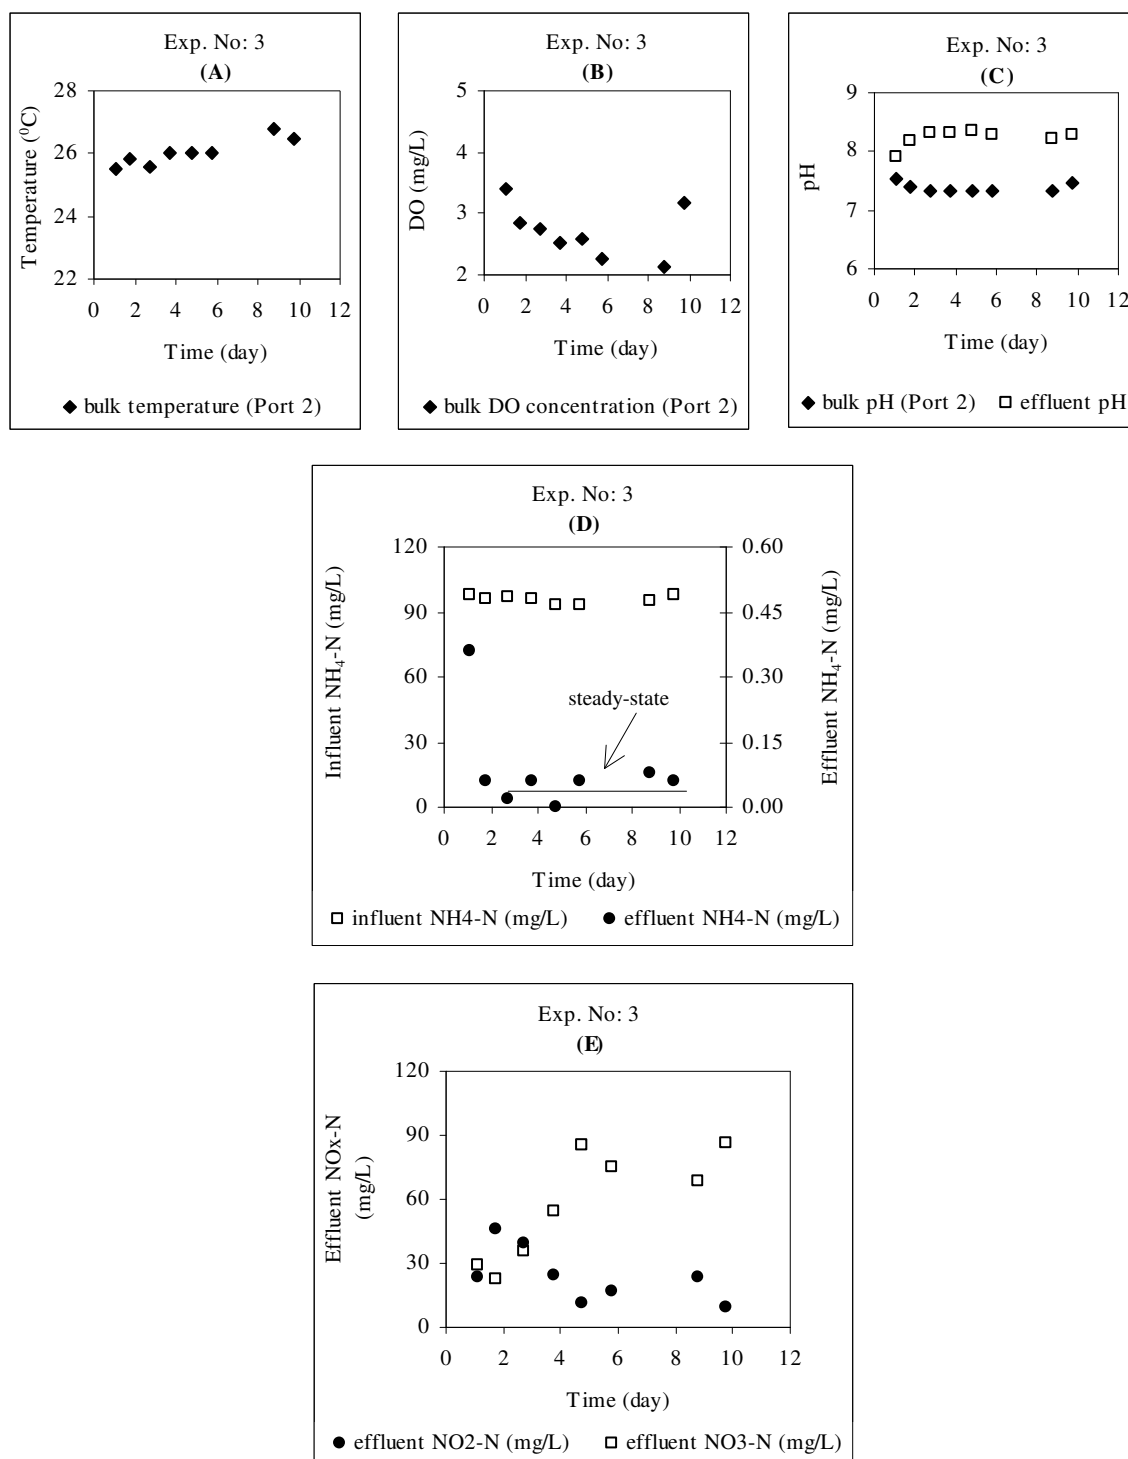 Exp. No: 3
(A)
Temperature (⁰C)
28
26
24
22
0 2 4 6 8 10 12
Time (day)
bulk temperature (Port 2)
Exp. No: 3
(B)
DO (mg/L)
5
4
3
2
0 2 4 6 8 10 12
Time (day)
bulk DO concentration (Port 2)
Exp. No: 3
(C)
pH
9
8
7
6
0 2 4 6 8 10 12
Time (day)
bulk pH (Port 2) effluent pH
Exp. No: 3
(D)
Influent NH₄-N (mg/L)
120
90
60
30
0
steady-state
0.60
0.45
0.30
0.15
0.00
Effluent NH₄-N (mg/L)
0 2 4 6 8 10 12
Time (day)
influent NH4-N (mg/L) effluent NH4-N (mg/L)
Exp. No: 3
(E)
Effluent NOx-N
(mg/L)
120
90
60
30
0
0 2 4 6 8 10 12
Time (day)
effluent NO2-N (mg/L) effluent NO3-N (mg/L)